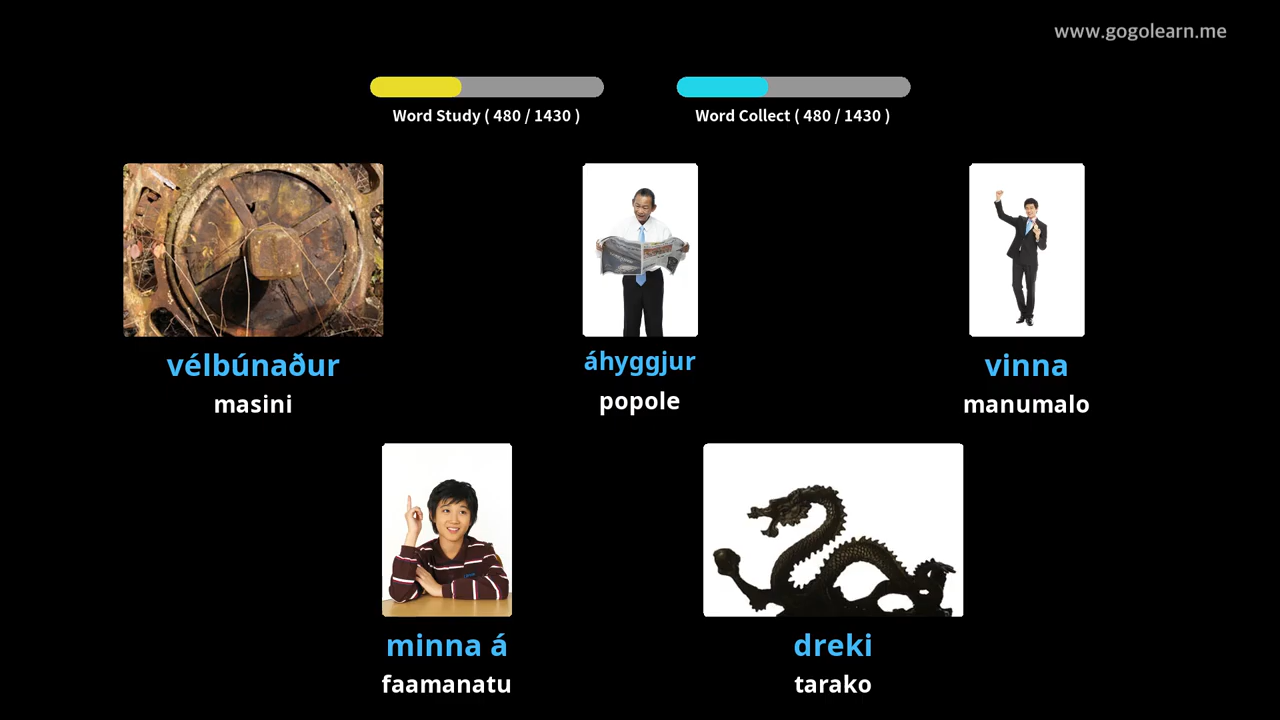 www.gogolearn.me
Word Study ( 480 / 1430 )
Word Collect ( 480 / 1430 )
vélbúnaður
masini
áhyggjur
popole
vinna
manumalo
minna á
faamanatu
dreki
tarako